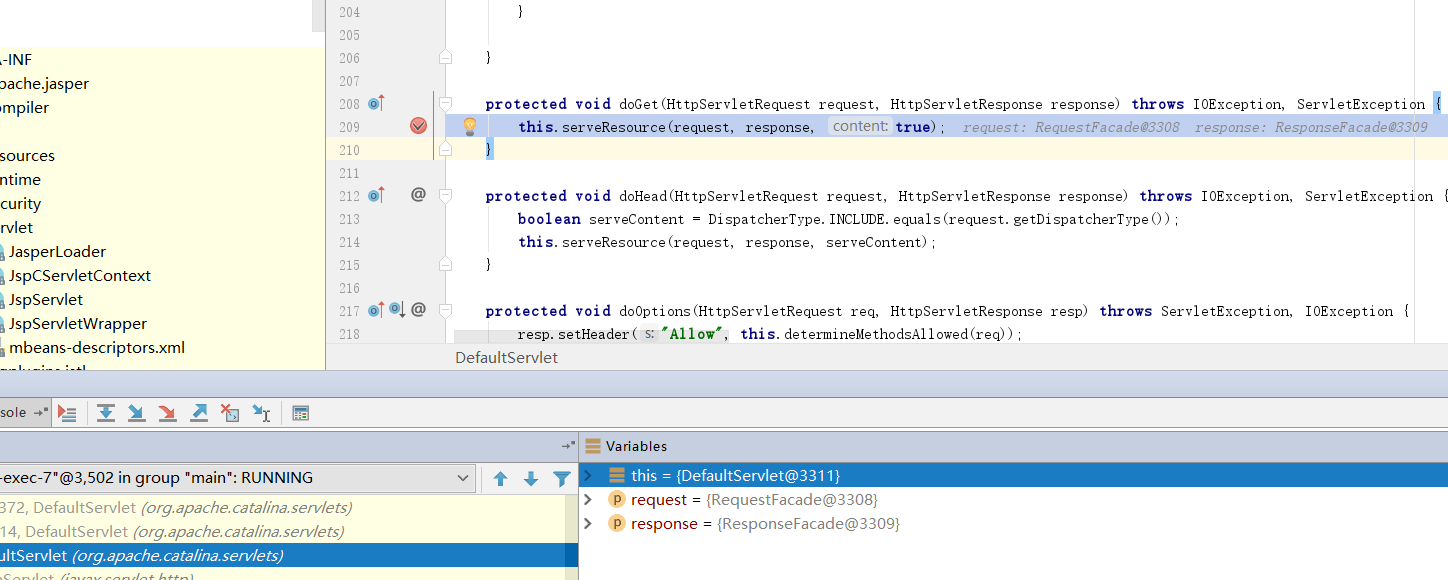 204 }
205
206 }
207
208 protected void doGet(HttpServletRequest request, HttpServletResponse response) throws IOException, ServletException {
209 this.serveResource(request, response, content: true); request: RequestFacade@3308 response: ResponseFacade@3309
210 }
211
212 @ protected void doHead(HttpServletRequest request, HttpServletResponse response) throws IOException, ServletException {
213 boolean serveContent = DispatcherType.INCLUDE.equals(request.getDispatcherType());
214 this.serveResource(request, response, serveContent);
215 }
216
217 @ protected void doOptions(HttpServletRequest req, HttpServletResponse resp) throws ServletException, IOException {
218 resp.setHeader( s: "Allow", this.determineMethodsAllowed(req));
DefaultServlet
-INF
pache.jasper
ompiler
sources
ntime
curity
rvlet
JasperLoader
JspCServletContext
JspServlet
JspServletWrapper
mbeans-descriptors.xml
sole
-exec-7"@3,502 in group "main": RUNNING
372, DefaultServlet (org.apache.catalina.servlets)
14, DefaultServlet (org.apache.catalina.servlets)
ultServlet (org.apache.catalina.servlets)
Servlet (javax.servlet.http)
Variables
this = {DefaultServlet@3311}
request = {RequestFacade@3308}
response = {ResponseFacade@3309}